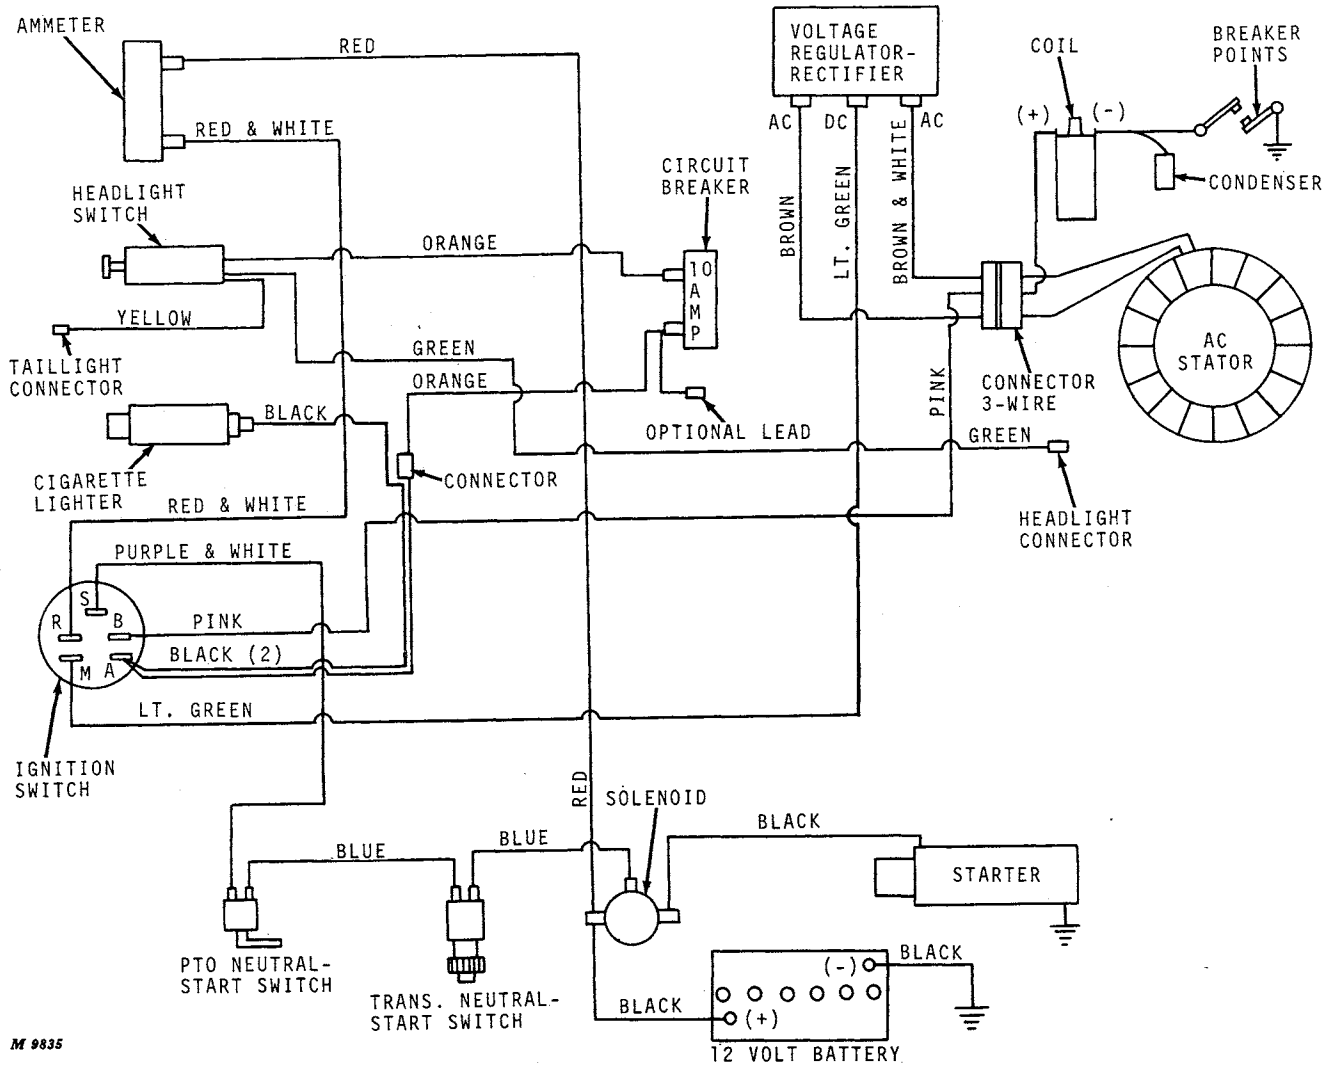 AMMETER
RED
RED & WHITE
VOLTAGE
REGULATOR-
RECTIFIER
AC
DC
AC
COIL
BREAKER
POINTS
(+)
(-)
CONDENSER
HEADLIGHT
SWITCH
CIRCUIT
BREAKER
ORANGE
10
A
M
P
BROWN
LT. GREEN
BROWN & WHITE
YELLOW
TAILLIGHT
CONNECTOR
GREEN
ORANGE
OPTIONAL LEAD
PINK
CONNECTOR
3-WIRE
AC
STATOR
BLACK
CIGARETTE
LIGHTER
CONNECTOR
GREEN
HEADLIGHT
CONNECTOR
RED & WHITE
PURPLE & WHITE
S
R
B
M
A
PINK
BLACK (2)
LT. GREEN
IGNITION
SWITCH
RED
SOLENOID
BLACK
BLUE
BLUE
STARTER
PTO NEUTRAL-
START SWITCH
TRANS. NEUTRAL-
START SWITCH
BLACK
(-)
BLACK
(+)
12 VOLT BATTERY
M 9835